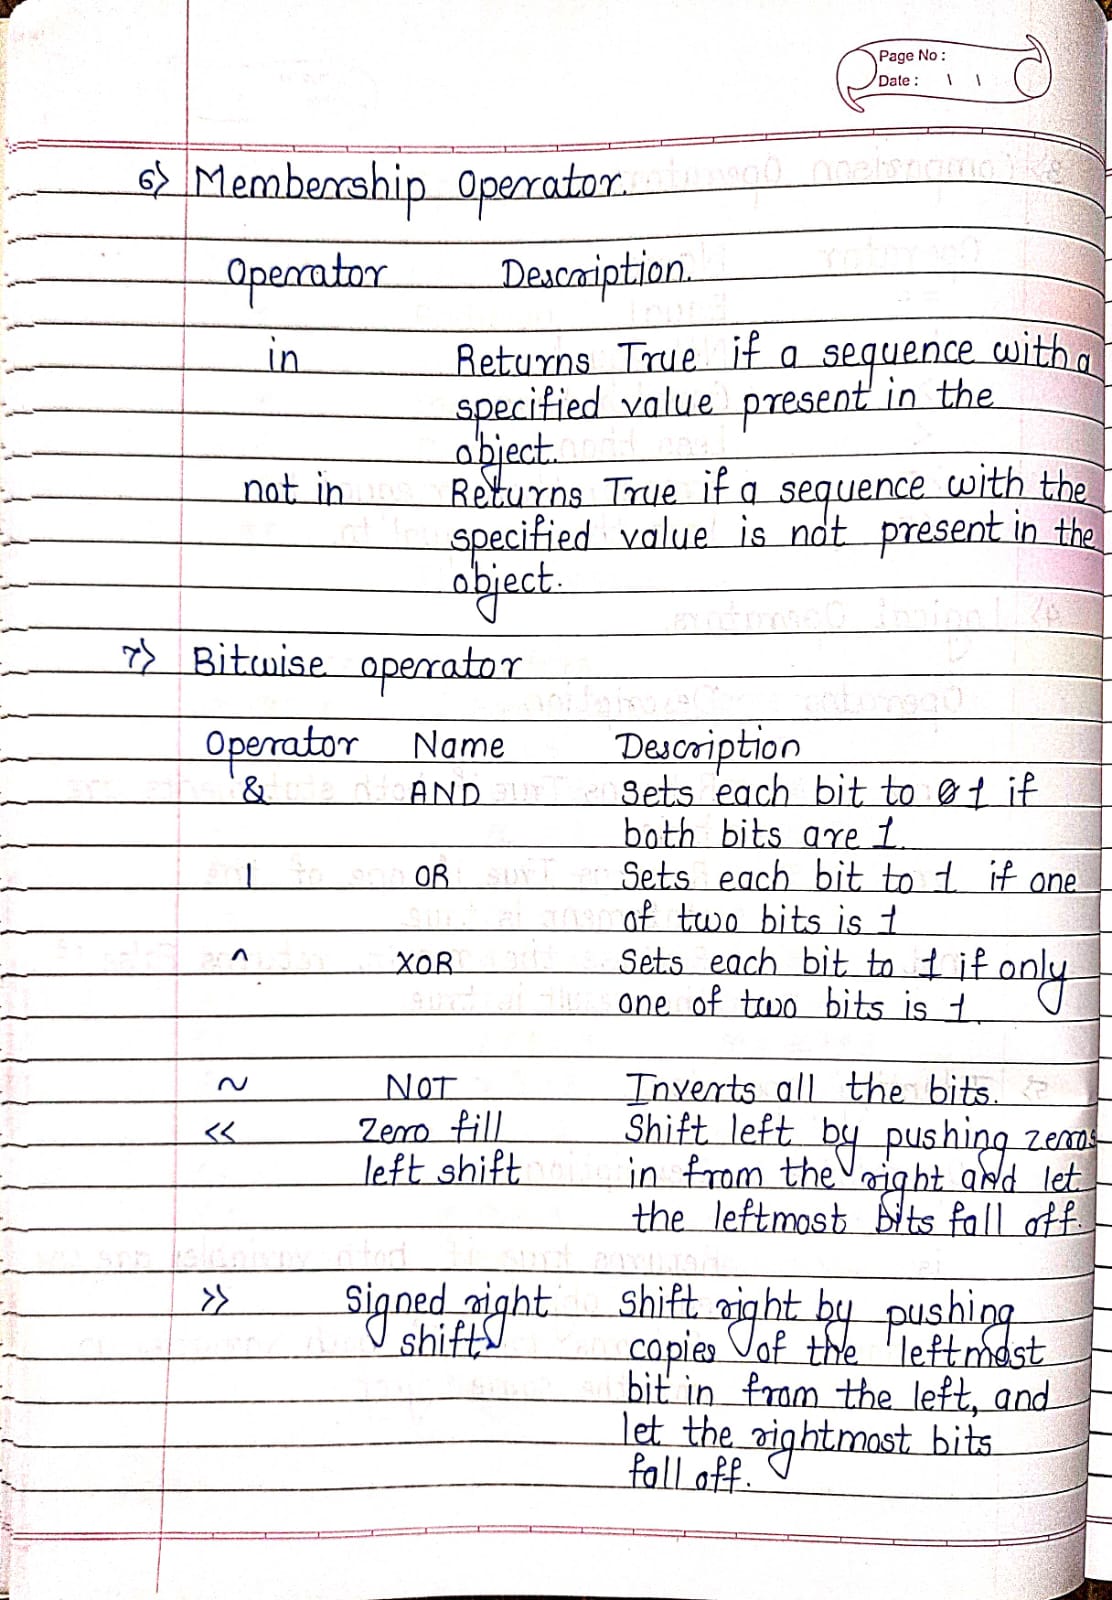 Page No :
Date : \ \
6) Membership operator.
Operator Description.
in Returns True if a sequence with a
specified value present in the
object.
not in Returns True if a sequence with the
specified value is not present in the
object.
7) Bitwise operator
Operator Name Description
& AND Sets each bit to 1 if
both bits are 1.
| OR Sets each bit to 1 if one
of two bits is 1
^ XOR Sets each bit to 1 if only
one of two bits is 1.
~ NOT Inverts all the bits.
<< Zero fill Shift left by pushing zeros
left shift in from the right and let
the leftmost bits fall off.
>> Signed right Shift right by pushing
shift copies of the leftmost
bit in from the left, and
let the rightmost bits
fall off.